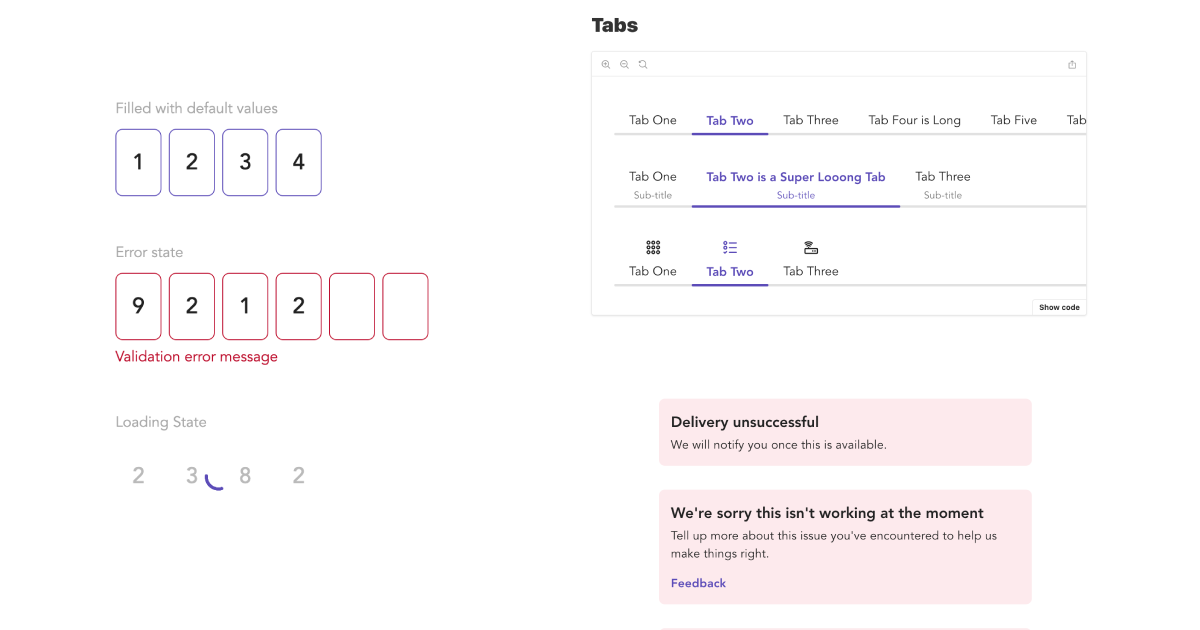 Filled with default values
1 2 3 4
Error state
9 2 1 2
Validation error message
Loading State
2 3 8 2
Tabs
Tab One Tab Two Tab Three Tab Four is Long Tab Five Tab
Tab One Tab Two is a Super Looong Tab Tab Three
Sub-title Sub-title Sub-title
Tab One Tab Two Tab Three
Show code
Delivery unsuccessful
We will notify you once this is available.
We're sorry this isn't working at the moment
Tell up more about this issue you've encountered to help us
make things right.
Feedback